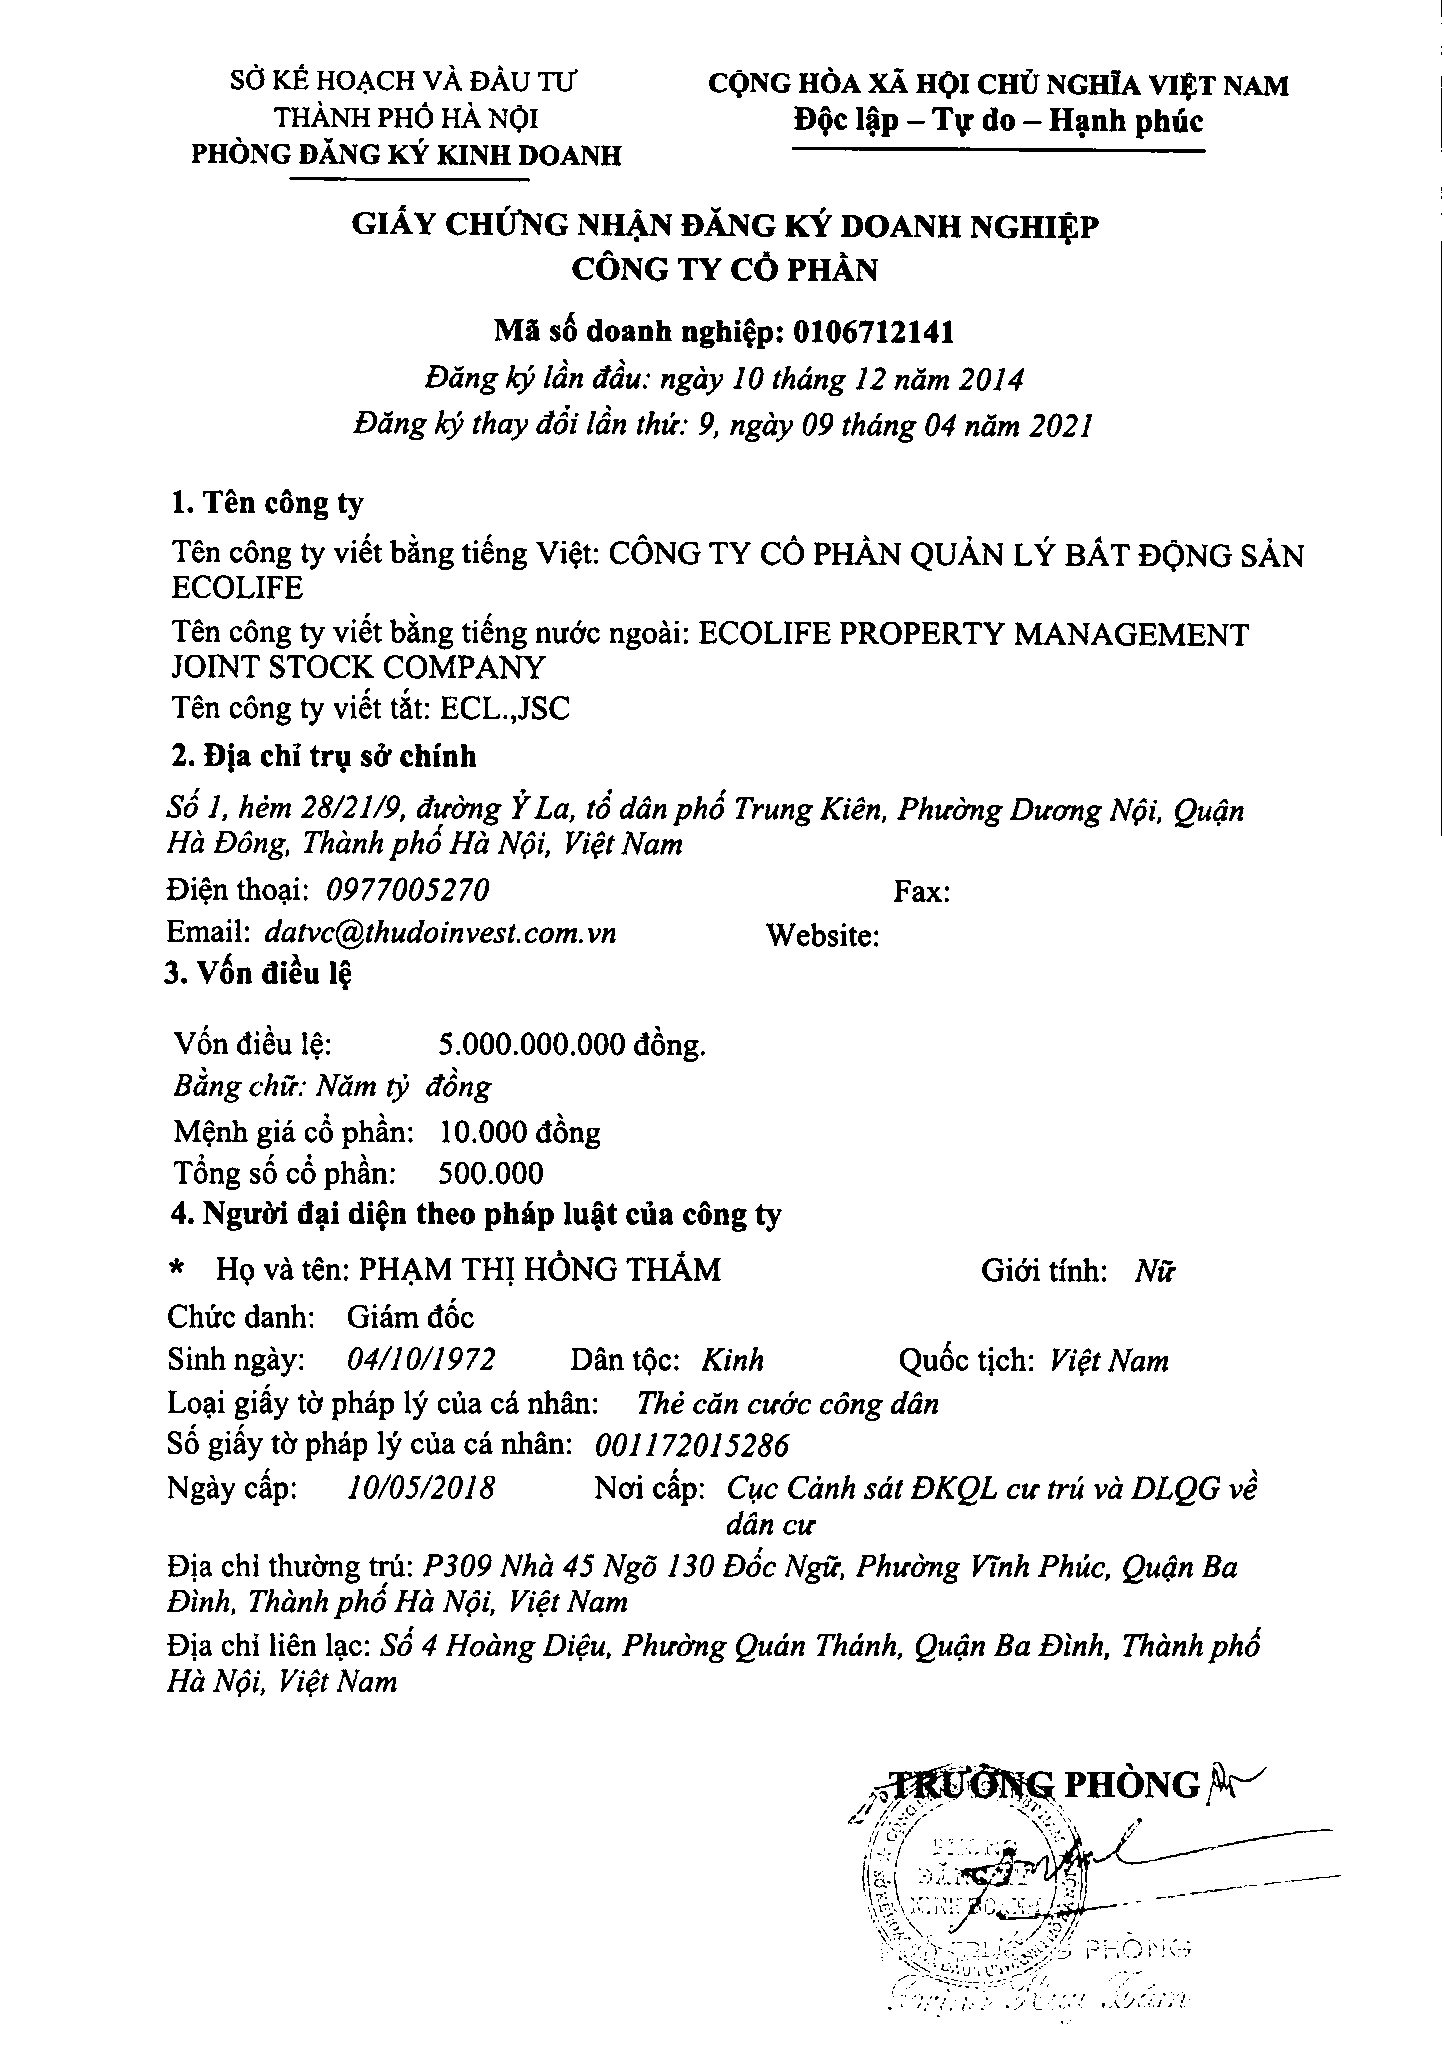 SỞ KẾ HOẠCH VÀ ĐẦU TƯ
THÀNH PHỐ HÀ NỘI
PHÒNG ĐĂNG KÝ KINH DOANH
CỘNG HÒA XÃ HỘI CHỦ NGHĨA VIỆT NAM
Độc lập – Tự do – Hạnh phúc
GIẤY CHỨNG NHẬN ĐĂNG KÝ DOANH NGHIỆP
CÔNG TY CỔ PHẦN
Mã số doanh nghiệp: 0106712141
Đăng ký lần đầu: ngày 10 tháng 12 năm 2014
Đăng ký thay đổi lần thứ: 9, ngày 09 tháng 04 năm 2021
1. Tên công ty
Tên công ty viết bằng tiếng Việt: CÔNG TY CỔ PHẦN QUẢN LÝ BẤT ĐỘNG SẢN
ECOLIFE
Tên công ty viết bằng tiếng nước ngoài: ECOLIFE PROPERTY MANAGEMENT
JOINT STOCK COMPANY
Tên công ty viết tắt: ECL.,JSC
2. Địa chỉ trụ sở chính
Số 1, hẻm 28/21/9, đường Ỷ La, tổ dân phố Trung Kiên, Phường Dương Nội, Quận
Hà Đông, Thành phố Hà Nội, Việt Nam
Điện thoại: 0977005270 Fax:
Email: datvc@thudoinvest.com.vn Website:
3. Vốn điều lệ
Vốn điều lệ: 5.000.000.000 đồng.
Bằng chữ: Năm tỷ đồng
Mệnh giá cổ phần: 10.000 đồng
Tổng số cổ phần: 500.000
4. Người đại diện theo pháp luật của công ty
* Họ và tên: PHẠM THỊ HỒNG THẮM Giới tính: Nữ
Chức danh: Giám đốc
Sinh ngày: 04/10/1972 Dân tộc: Kinh Quốc tịch: Việt Nam
Loại giấy tờ pháp lý của cá nhân: Thẻ căn cước công dân
Số giấy tờ pháp lý của cá nhân: 001172015286
Ngày cấp: 10/05/2018 Nơi cấp: Cục Cảnh sát ĐKQL cư trú và DLQG về
dân cư
Địa chỉ thường trú: P309 Nhà 45 Ngõ 130 Đốc Ngữ, Phường Vĩnh Phúc, Quận Ba
Đình, Thành phố Hà Nội, Việt Nam
Địa chỉ liên lạc: Số 4 Hoàng Diệu, Phường Quán Thánh, Quận Ba Đình, Thành phố
Hà Nội, Việt Nam
TRƯỞNG PHÒNG
PHÒNG
ĐĂNG KÝ
KINH DOANH
PHÓ TRƯỞNG PHÒNG